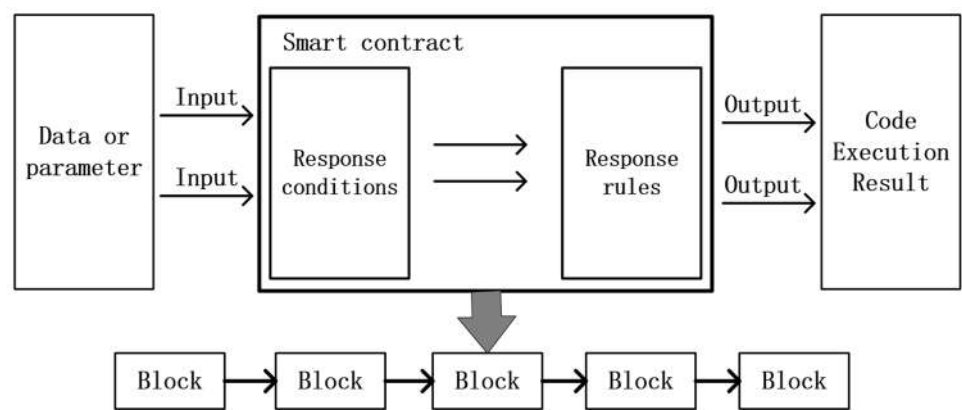 Data or
parameter
Input
Input
Smart contract
Response
conditions
Response
rules
Output
Output
Code
Execution
Result
Block
Block
Block
Block
Block